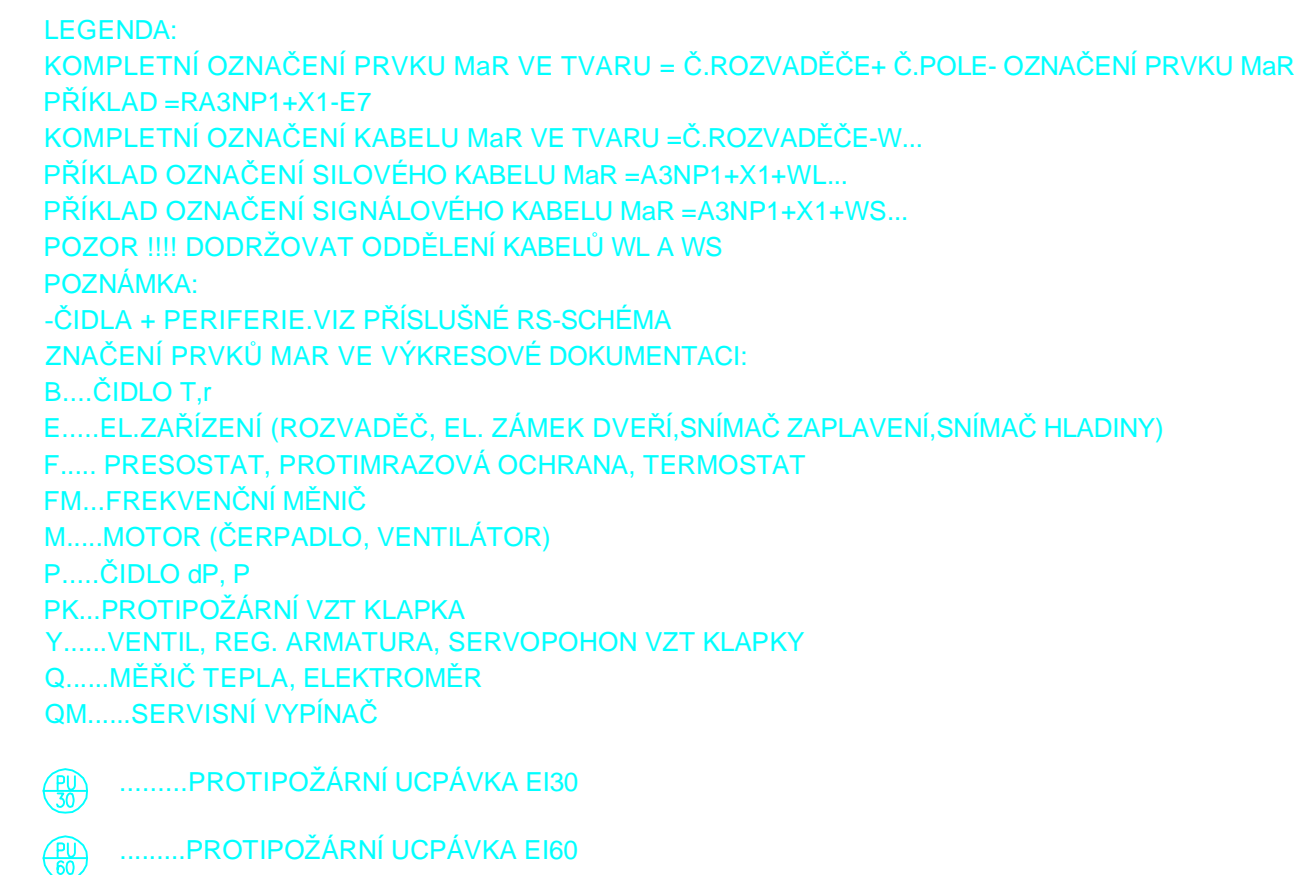 LEGENDA:
KOMPLETNÍ OZNAČENÍ PRVKU MaR VE TVARU = Č.ROZVADĚČE+ Č.POLE- OZNAČENÍ PRVKU MaR
PŘÍKLAD =RA3NP1+X1-E7
KOMPLETNÍ OZNAČENÍ KABELU MaR VE TVARU =Č.ROZVADĚČE-W...
PŘÍKLAD OZNAČENÍ SILOVÉHO KABELU MaR =A3NP1+X1+WL...
PŘÍKLAD OZNAČENÍ SIGNÁLOVÉHO KABELU MaR =A3NP1+X1+WS...
POZOR !!!! DODRŽOVAT ODDĚLENÍ KABELŮ WL A WS
POZNÁMKA:
-ČIDLA + PERIFERIE.VIZ PŘÍSLUŠNÉ RS-SCHÉMA
ZNAČENÍ PRVKŮ MAR VE VÝKRESOVÉ DOKUMENTACI:
B....ČIDLO T,r
E.....EL.ZAŘÍZENÍ (ROZVADĚČ, EL. ZÁMEK DVEŘÍ,SNÍMAČ ZAPLAVENÍ,SNÍMAČ HLADINY)
F..... PRESOSTAT, PROTIMRAZOVÁ OCHRANA, TERMOSTAT
FM...FREKVENČNÍ MĚNIČ
M.....MOTOR (ČERPADLO, VENTILÁTOR)
P.....ČIDLO dP, P
PK...PROTIPOŽÁRNÍ VZT KLAPKA
Y......VENTIL, REG. ARMATURA, SERVOPOHON VZT KLAPKY
Q......MĚŘIČ TEPLA, ELEKTROMĚR
QM......SERVISNÍ VYPÍNAČ
PU
30 .........PROTIPOŽÁRNÍ UCPÁVKA EI30
PU
60 .........PROTIPOŽÁRNÍ UCPÁVKA EI60